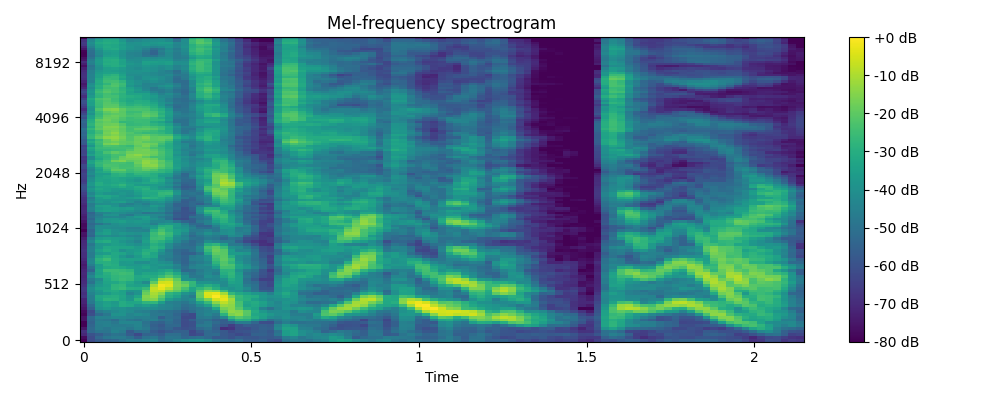 Mel-frequency spectrogram
+0 dB
8192
-10 dB
4096
-20 dB
-30 dB
2048
Hz
-40 dB
1024
-50 dB
-60 dB
512
-70 dB
0
-80 dB
0 0.5 1 1.5 2
Time